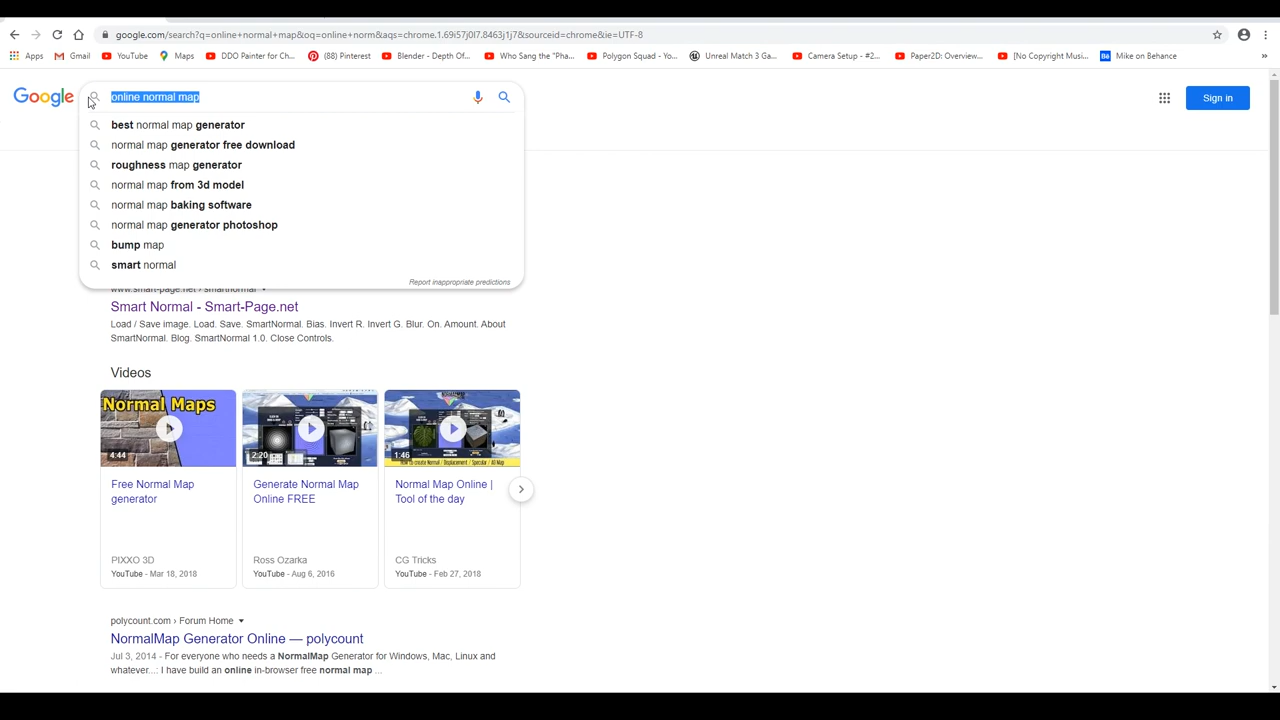 google.com/search?q=online+normal+map&oq=online+norm&aqs=chrome.1.69i57j0l7.8463j1j7&sourceid=chrome&ie=UTF-8
Apps Gmail YouTube Maps DDO Painter for Ch... (88) Pinterest Blender - Depth Of... Who Sang the "Pha... Polygon Squad - Yo... Unreal Match 3 Ga... Camera Setup - #2... Paper2D: Overview... [No Copyright Musi... Mike on Behance »
Google online normal map Sign in
best normal map generator
normal map generator free download
roughness map generator
normal map from 3d model
normal map baking software
normal map generator photoshop
bump map
smart normal
Report inappropriate predictions
www.smart-page.net › smartnormal
Smart Normal - Smart-Page.net
Load / Save image. Load. Save. SmartNormal. Bias. Invert R. Invert G. Blur. On. Amount. About
SmartNormal. Blog. SmartNormal 1.0. Close Controls.
Videos
Normal Maps
4:44 2:20 1:46
Free Normal Map
generator
Generate Normal Map
Online FREE
Normal Map Online |
Tool of the day
PIXXO 3D
YouTube - Mar 18, 2018
Ross Ozarka
YouTube - Aug 6, 2016
CG Tricks
YouTube - Feb 27, 2018
polycount.com › Forum Home
NormalMap Generator Online — polycount
Jul 3, 2014 - For everyone who needs a NormalMap Generator for Windows, Mac, Linux and
whatever...: I have build an online in-browser free normal map ...